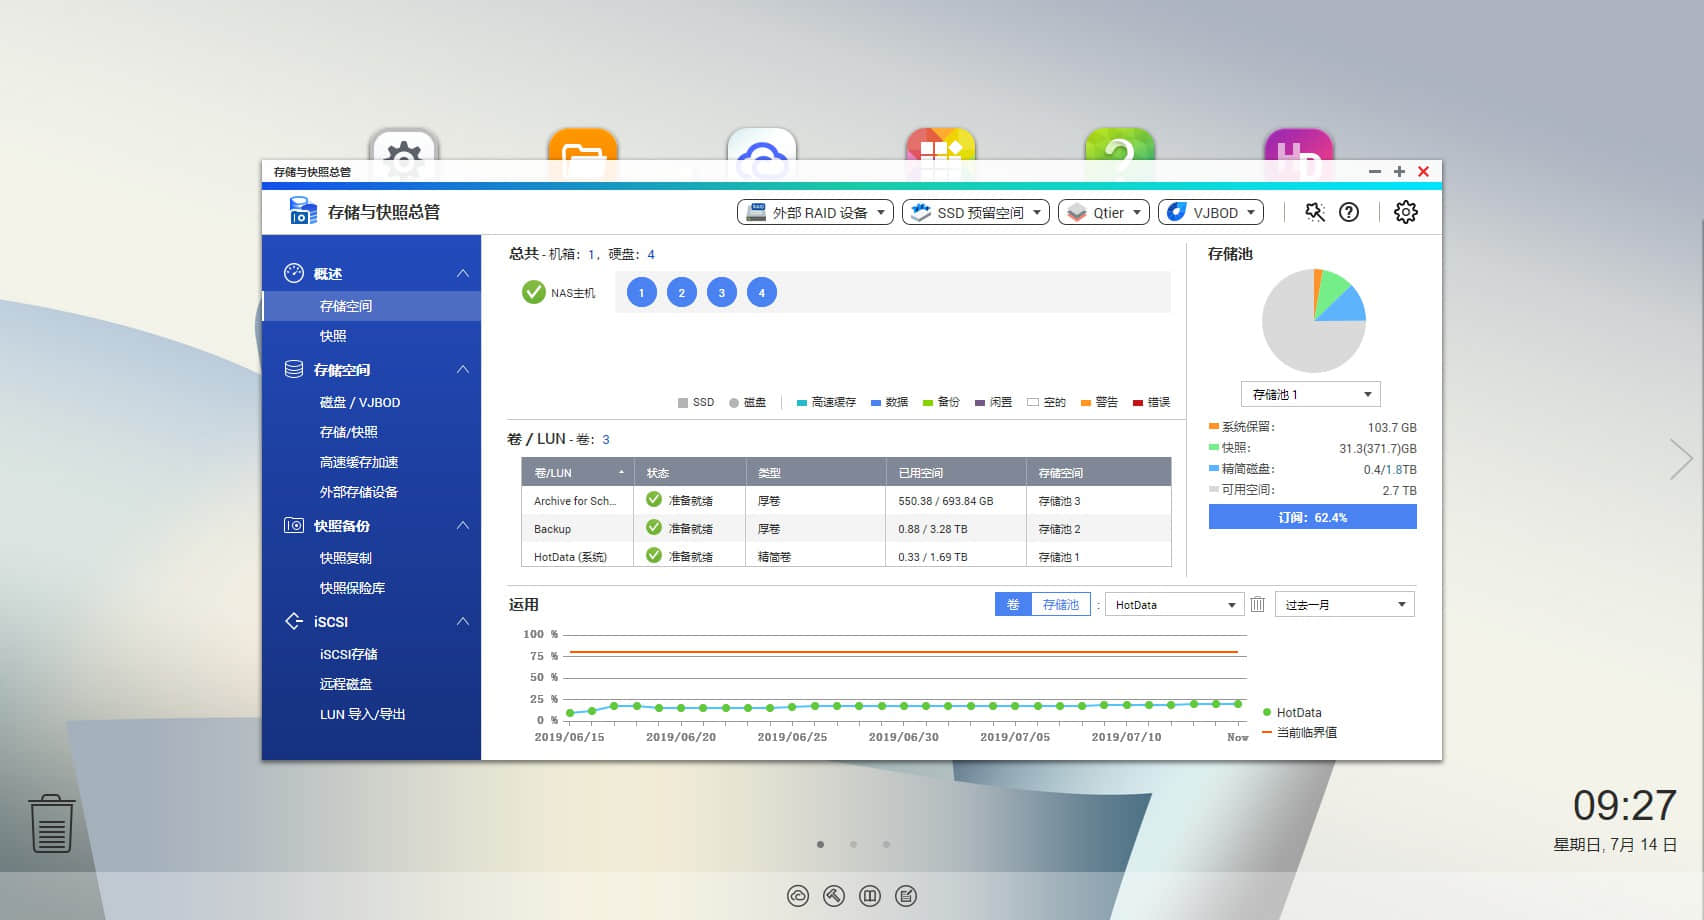 存储与快照总管
存储与快照总管
外部 RAID 设备
SSD 预留空间
Qtier
VJBOD
概述
存储空间
快照
存储空间
磁盘 / VJBOD
存储/快照
高速缓存加速
外部存储设备
快照备份
快照复制
快照保险库
iSCSI
iSCSI存储
远程磁盘
LUN 导入/导出
总共 - 机箱: 1, 硬盘: 4
NAS主机
1 2 3 4
SSD 磁盘 高速缓存 数据 备份 闲置 空的 警告 错误
卷 / LUN - 卷: 3
卷/LUN 状态 类型 已用空间 存储空间
Archive for Sch... 准备就绪 厚卷 550.38 / 693.84 GB 存储池 3
Backup 准备就绪 厚卷 0.88 / 3.28 TB 存储池 2
HotData (系统) 准备就绪 精简卷 0.33 / 1.69 TB 存储池 1
存储池
存储池 1
系统保留: 103.7 GB
快照: 31.3(371.7)GB
精简磁盘: 0.4/1.8TB
可用空间: 2.7 TB
订阅: 62.4%
运用
卷 存储池 : HotData 过去一月
100 %
75 %
50 %
25 %
0 %
2019/06/15 2019/06/20 2019/06/25 2019/06/30 2019/07/05 2019/07/10 Now
HotData
当前临界值
HD
09:27
星期日, 7月 14 日